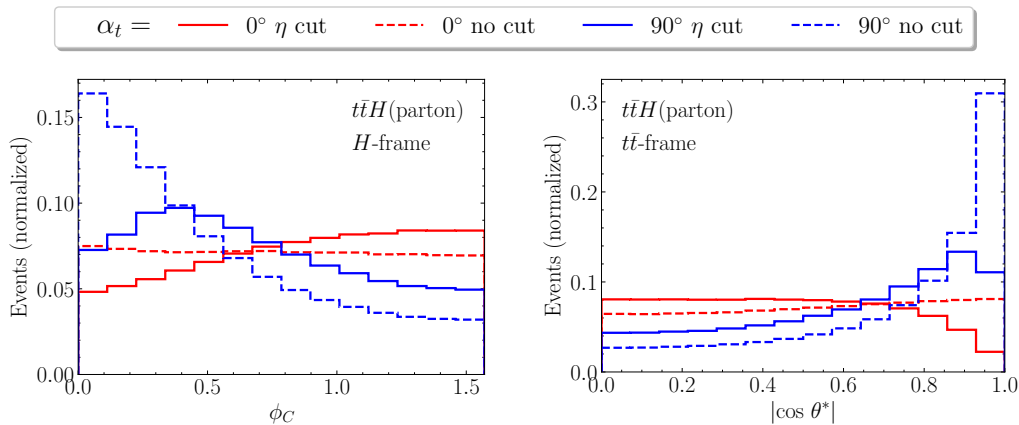 α_t = 0° η cut 0° no cut 90° η cut 90° no cut
Events (normalized)
0.15
0.10
0.05
0.00
tt̄H(parton)
H-frame
0.0 0.5 1.0 1.5
ϕ_C
Events (normalized)
0.3
0.2
0.1
0.0
tt̄H(parton)
tt̄-frame
0.0 0.2 0.4 0.6 0.8 1.0
|cos θ*|